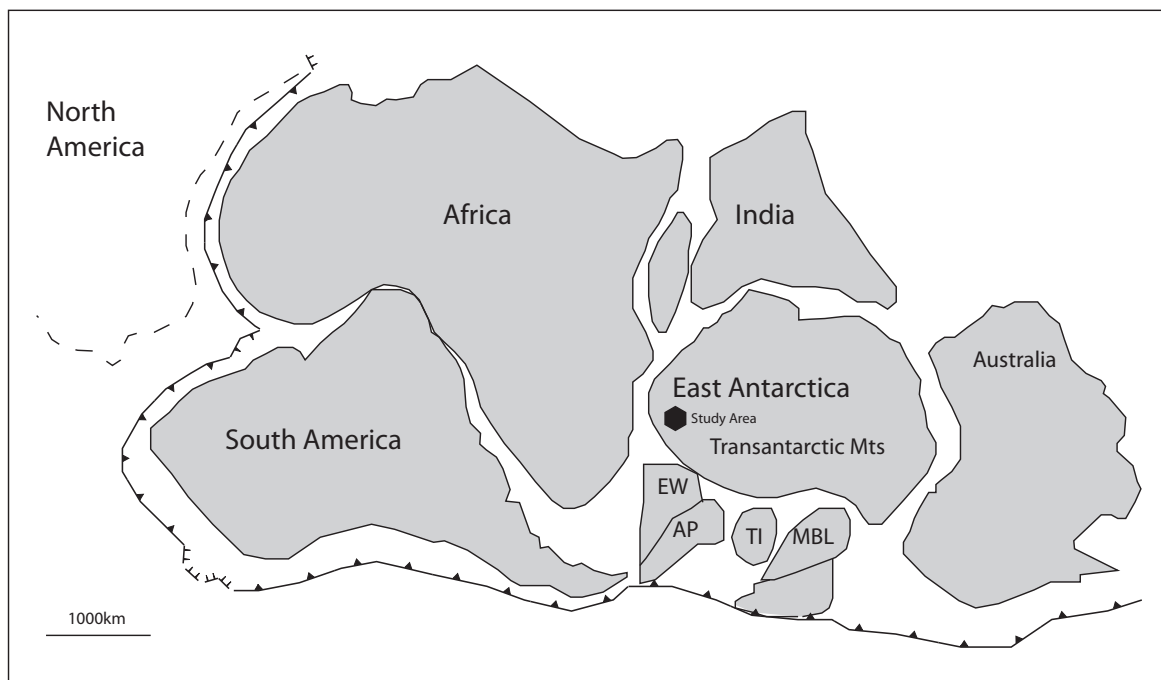 North
America
Africa
India
Australia
East Antarctica
Study Area
South America
Transantarctic Mts
EW
AP
TI
MBL
1000km